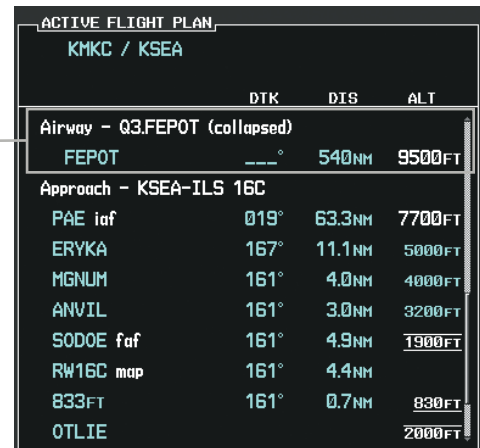 ACTIVE FLIGHT PLAN
KMKC / KSEA
DTK DIS ALT
Airway - Q3.FEPOT (collapsed)
FEPOT ___° 540NM 9500FT
Approach - KSEA-ILS 16C
PAE iaf 019° 63.3NM 7700FT
ERYKA 167° 11.1NM 5000FT
MGNUM 161° 4.0NM 4000FT
ANVIL 161° 3.0NM 3200FT
SODOE faf 161° 4.9NM 1900FT
RW16C map 161° 4.4NM
833FT 161° 0.7NM 830FT
OTLIE 2000FT